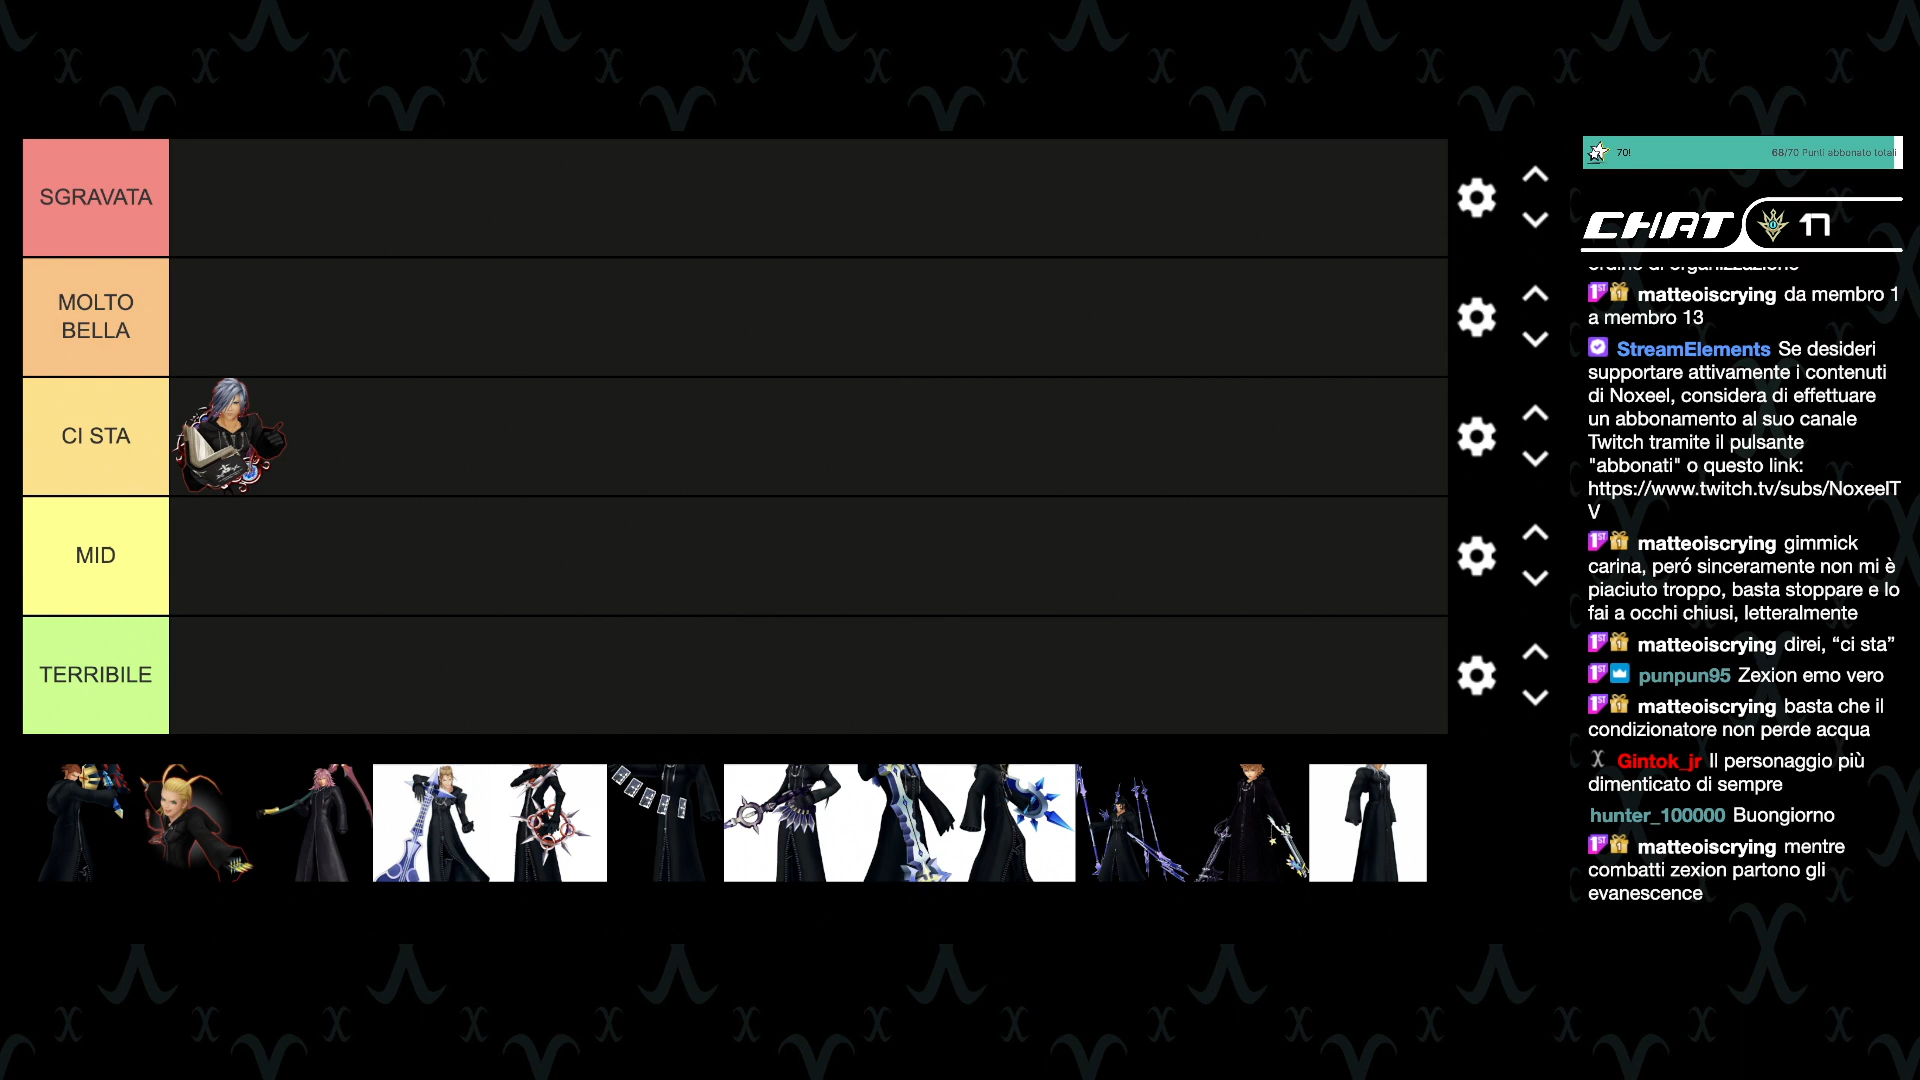 SGRAVATA
MOLTO
BELLA
CI STA
MID
TERRIBILE
70!
68/70 Punti abbonato totali
CHAT 17
ordine di organizzazione
matteoiscrying da membro 1
a membro 13
StreamElements Se desideri
supportare attivamente i contenuti
di Noxeel, considera di effettuare
un abbonamento al suo canale
Twitch tramite il pulsante
"abbonati" o questo link:
https://www.twitch.tv/subs/NoxeelT
V
matteoiscrying gimmick
carina, peró sinceramente non mi è
piaciuto troppo, basta stoppare e lo
fai a occhi chiusi, letteralmente
matteoiscrying direi, “ci sta”
punpun95 Zexion emo vero
matteoiscrying basta che il
condizionatore non perde acqua
Gintok_jr Il personaggio più
dimenticato di sempre
hunter_100000 Buongiorno
matteoiscrying mentre
combatti zexion partono gli
evanescence